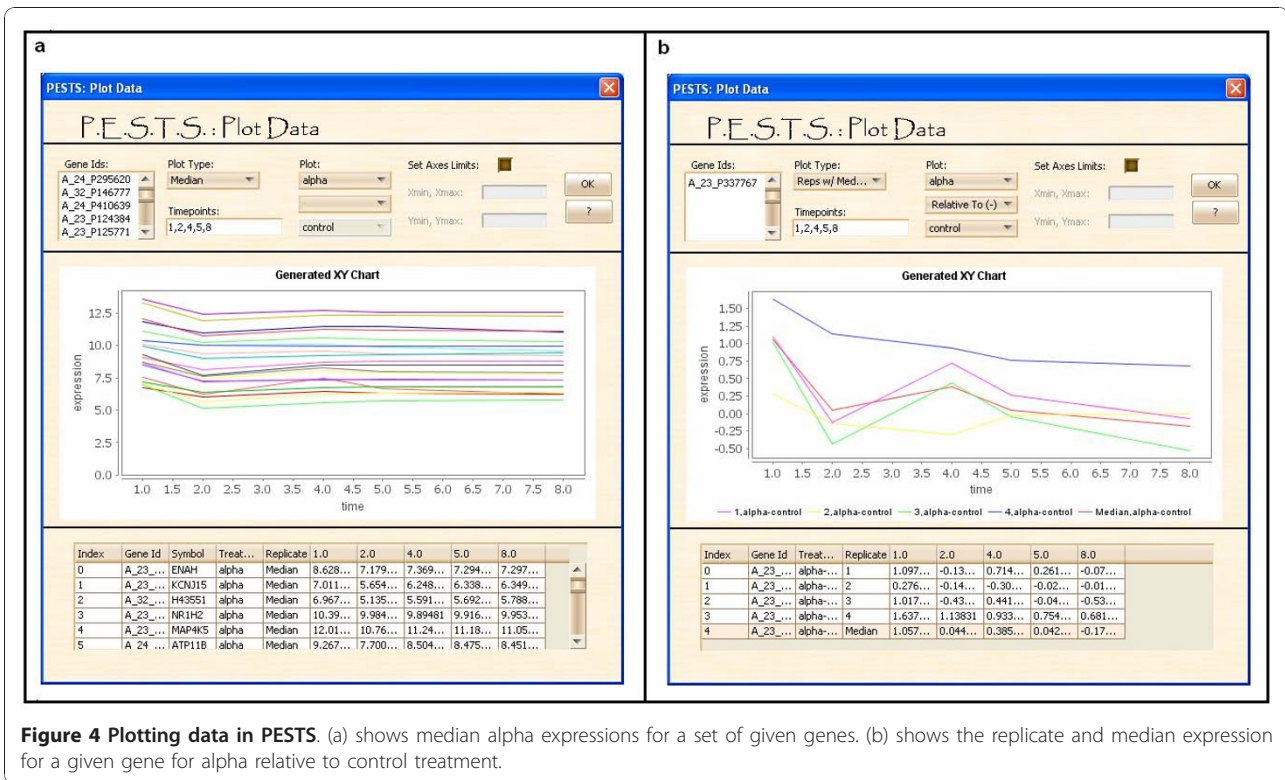 a
PESTS: Plot Data
P.E.S.T.S. : Plot Data
Gene Ids:
A_24_P295620
A_32_P146777
A_24_P410639
A_23_P124384
A_23_P125771
Plot Type:
Median
Timepoints:
1,2,4,5,8
Plot:
alpha
control
Set Axes Limits:
Xmin, Xmax:
Ymin, Ymax:
OK
?
Generated XY Chart
expression
12.5
10.0
7.5
5.0
2.5
0.0
1.0 1.5 2.0 2.5 3.0 3.5 4.0 4.5 5.0 5.5 6.0 6.5 7.0 7.5 8.0
time
Index Gene Id Symbol Treat... Replicate 1.0 2.0 4.0 5.0 8.0
0 A_23_... ENAH alpha Median 8.628... 7.179... 7.369... 7.294... 7.297...
1 A_23_... KCNJ15 alpha Median 7.011... 5.654... 6.248... 6.338... 6.349...
2 A_32_... H43551 alpha Median 6.967... 5.135... 5.591... 5.692... 5.788...
3 A_23_... NR1H2 alpha Median 10.39... 9.984... 9.89481 9.916... 9.953...
4 A_23_... MAP4K5 alpha Median 12.01... 10.76... 11.24... 11.18... 11.05...
5 A_24_... ATP11B alpha Median 9.267... 7.700... 8.504... 8.475... 8.451...
b
PESTS: Plot Data
P.E.S.T.S. : Plot Data
Gene Ids:
A_23_P337767
Plot Type:
Reps w/ Med...
Timepoints:
1,2,4,5,8
Plot:
alpha
Relative To (-)
control
Set Axes Limits:
Xmin, Xmax:
Ymin, Ymax:
OK
?
Generated XY Chart
expression
1.50
1.25
1.00
0.75
0.50
0.25
0.00
-0.25
-0.50
1.0 1.5 2.0 2.5 3.0 3.5 4.0 4.5 5.0 5.5 6.0 6.5 7.0 7.5 8.0
time
1,alpha-control 2,alpha-control 3,alpha-control 4,alpha-control Median,alpha-control
Index Gene Id Treat... Replicate 1.0 2.0 4.0 5.0 8.0
0 A_23_... alpha-... 1 1.097... -0.13... 0.714... 0.261... -0.07...
1 A_23_... alpha-... 2 0.276... -0.14... -0.30... -0.02... -0.01...
2 A_23_... alpha-... 3 1.017... -0.43... 0.441... -0.04... -0.53...
3 A_23_... alpha-... 4 1.637... 1.13831 0.933... 0.754... 0.681...
4 A_23_... alpha-... Median 1.057... 0.044... 0.385... 0.042... -0.17...
Figure 4 Plotting data in PESTS. (a) shows median alpha expressions for a set of given genes. (b) shows the replicate and median expression
for a given gene for alpha relative to control treatment.